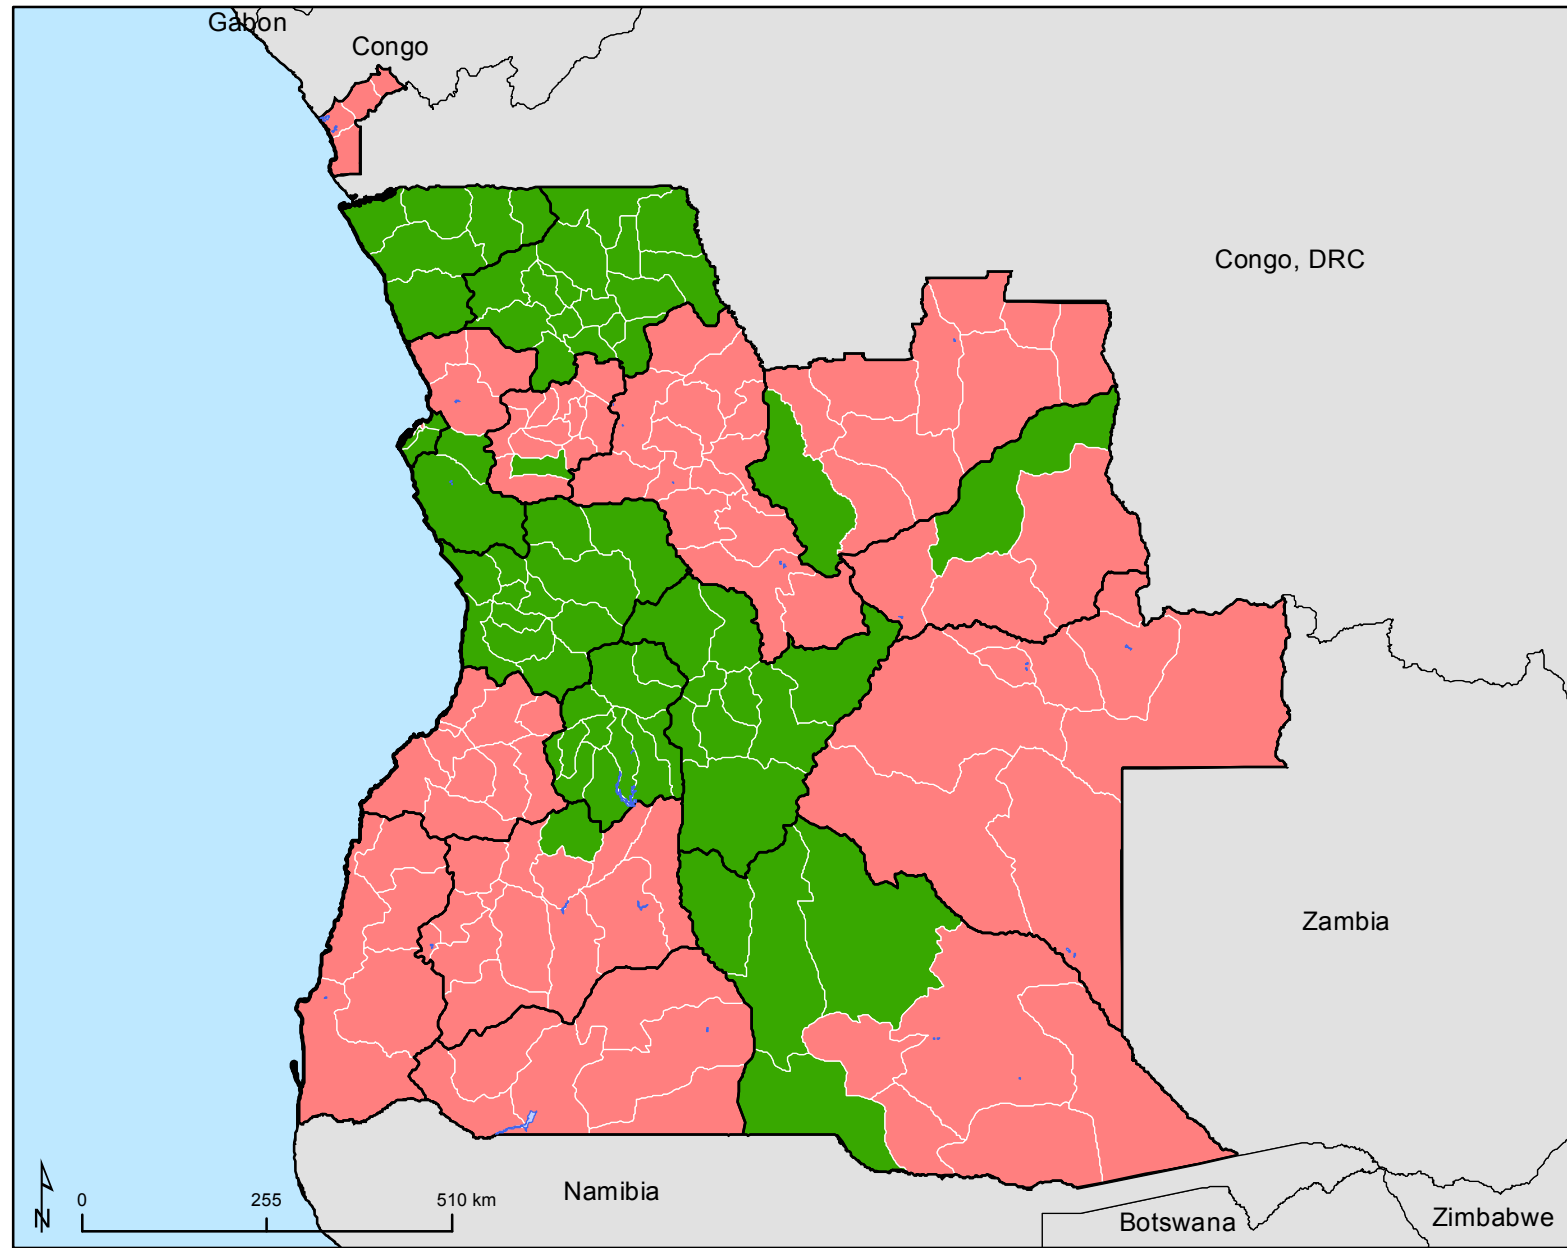 Gabon
Congo
Congo, DRC
Zambia
Namibia
Botswana
Zimbabwe
N
0 255 510 km